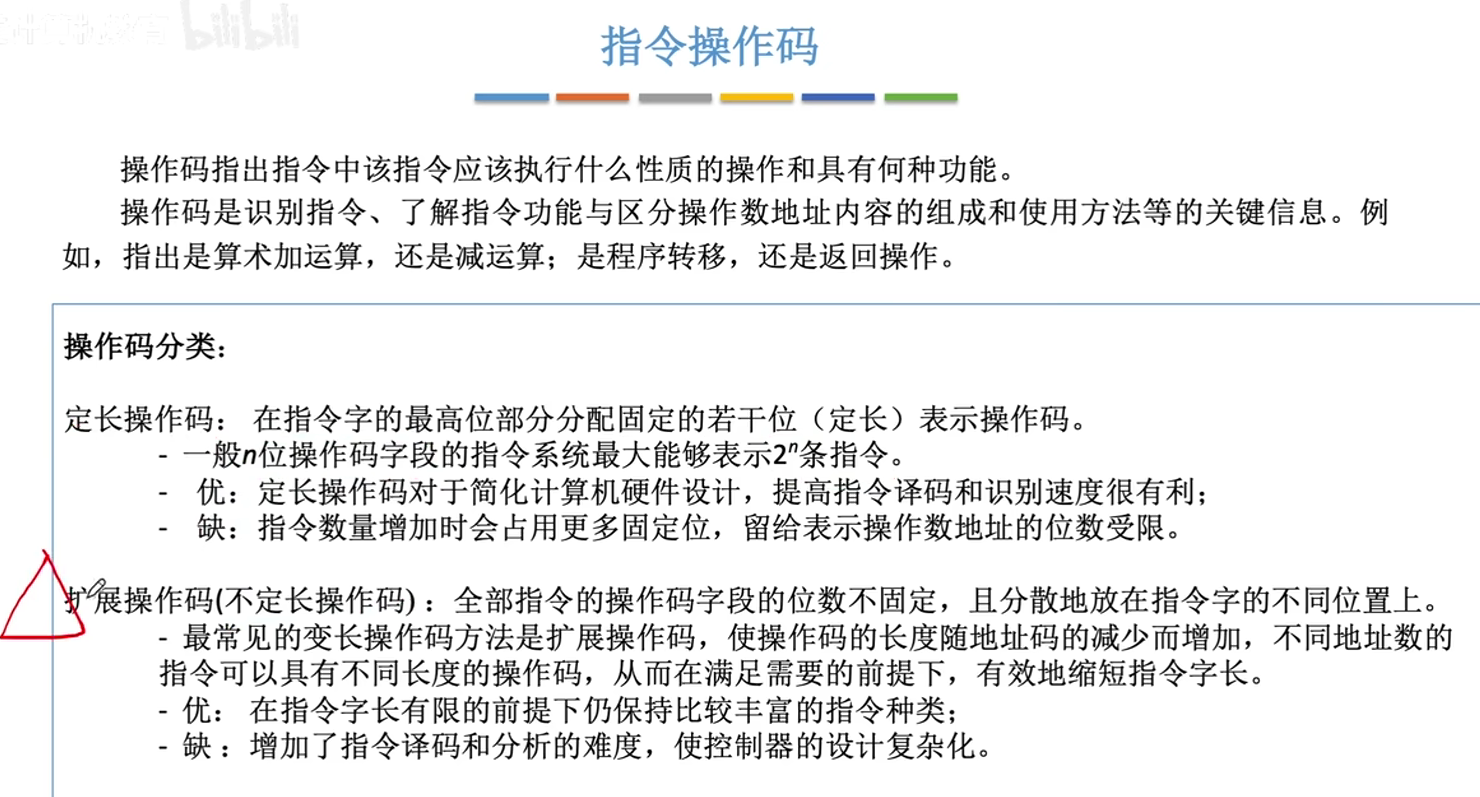 bilibili
指令操作码
操作码指出指令中该指令应该执行什么性质的操作和具有何种功能。
操作码是识别指令、了解指令功能与区分操作数地址内容的组成和使用方法等的关键信息。例
如，指出是算术加运算，还是减运算；是程序转移，还是返回操作。
操作码分类：
定长操作码： 在指令字的最高位部分分配固定的若干位（定长）表示操作码。
- 一般n位操作码字段的指令系统最大能够表示2ⁿ条指令。
- 优：定长操作码对于简化计算机硬件设计，提高指令译码和识别速度很有利；
- 缺：指令数量增加时会占用更多固定位，留给表示操作数地址的位数受限。
扩展操作码(不定长操作码)：全部指令的操作码字段的位数不固定，且分散地放在指令字的不同位置上。
- 最常见的变长操作码方法是扩展操作码，使操作码的长度随地址码的减少而增加，不同地址数的
指令可以具有不同长度的操作码，从而在满足需要的前提下，有效地缩短指令字长。
- 优： 在指令字长有限的前提下仍保持比较丰富的指令种类；
- 缺 ：增加了指令译码和分析的难度，使控制器的设计复杂化。